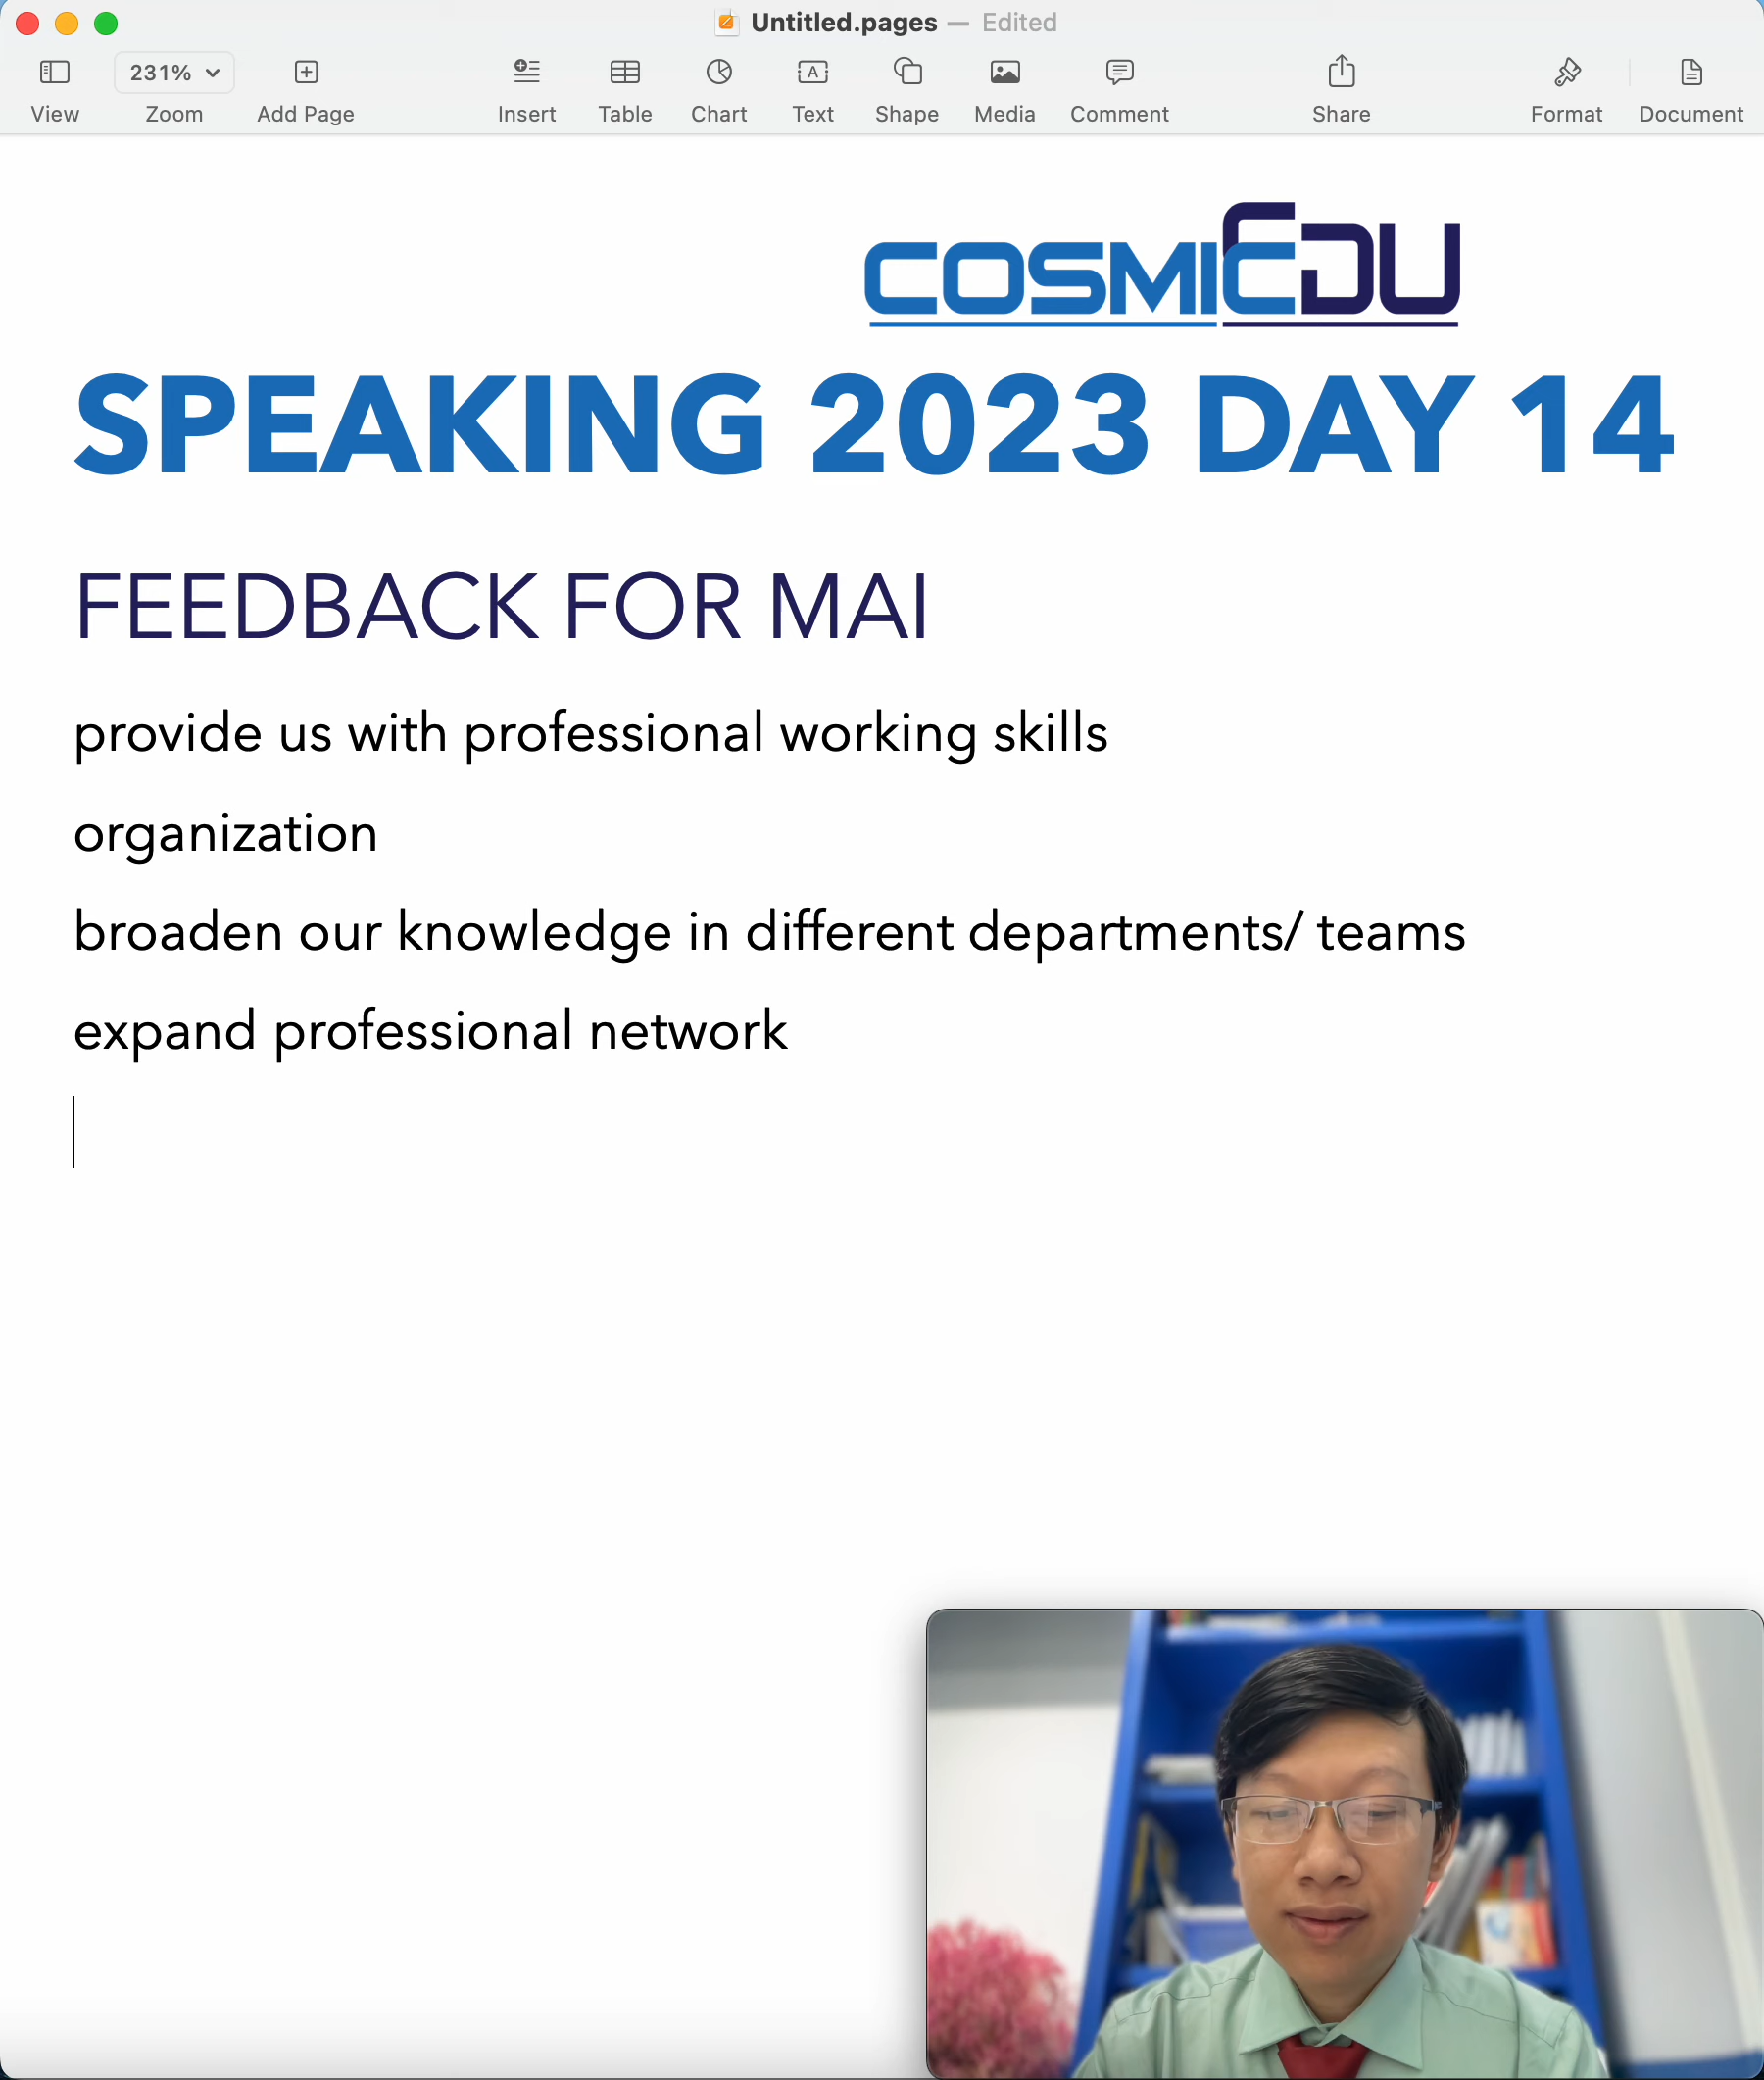 Untitled.pages — Edited
231%
View Zoom Add Page Insert Table Chart Text Shape Media Comment Share Format Document
COSMIEDU
SPEAKING 2023 DAY 14
FEEDBACK FOR MAI
provide us with professional working skills
organization
broaden our knowledge in different departments/ teams
expand professional network